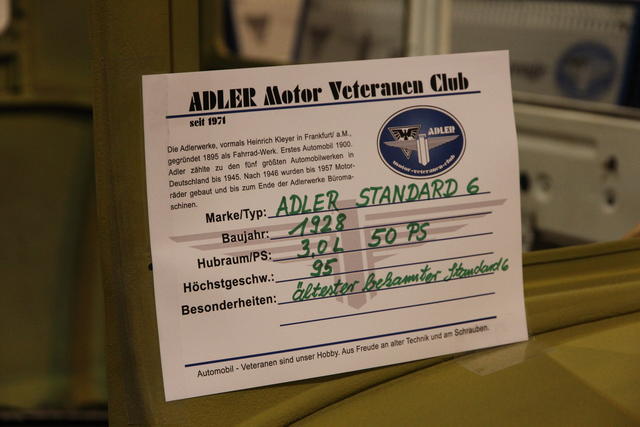 ADLER Motor Veteranen Club
seit 1971
Die Adlerwerke, vormals Heinrich Kleyer in Frankfurt/ a.M.,
gegründet 1895 als Fahrrad-Werk. Erstes Automobil 1900.
Adler zählte zu den fünf größten Automobilwerken in
Deutschland bis 1945. Nach 1946 wurden bis 1957 Motor-
räder gebaut und bis zum Ende der Adlerwerke Büroma-
schinen.
ADLER
motor-veteranen-club
Marke/Typ: ADLER STANDARD 6
Baujahr: 1928
Hubraum/PS: 3,0 L 50 PS
Höchstgeschw.: 95
Besonderheiten: ältester bekannter Standard 6
Automobil - Veteranen sind unser Hobby. Aus Freude an alter Technik und am Schrauben.